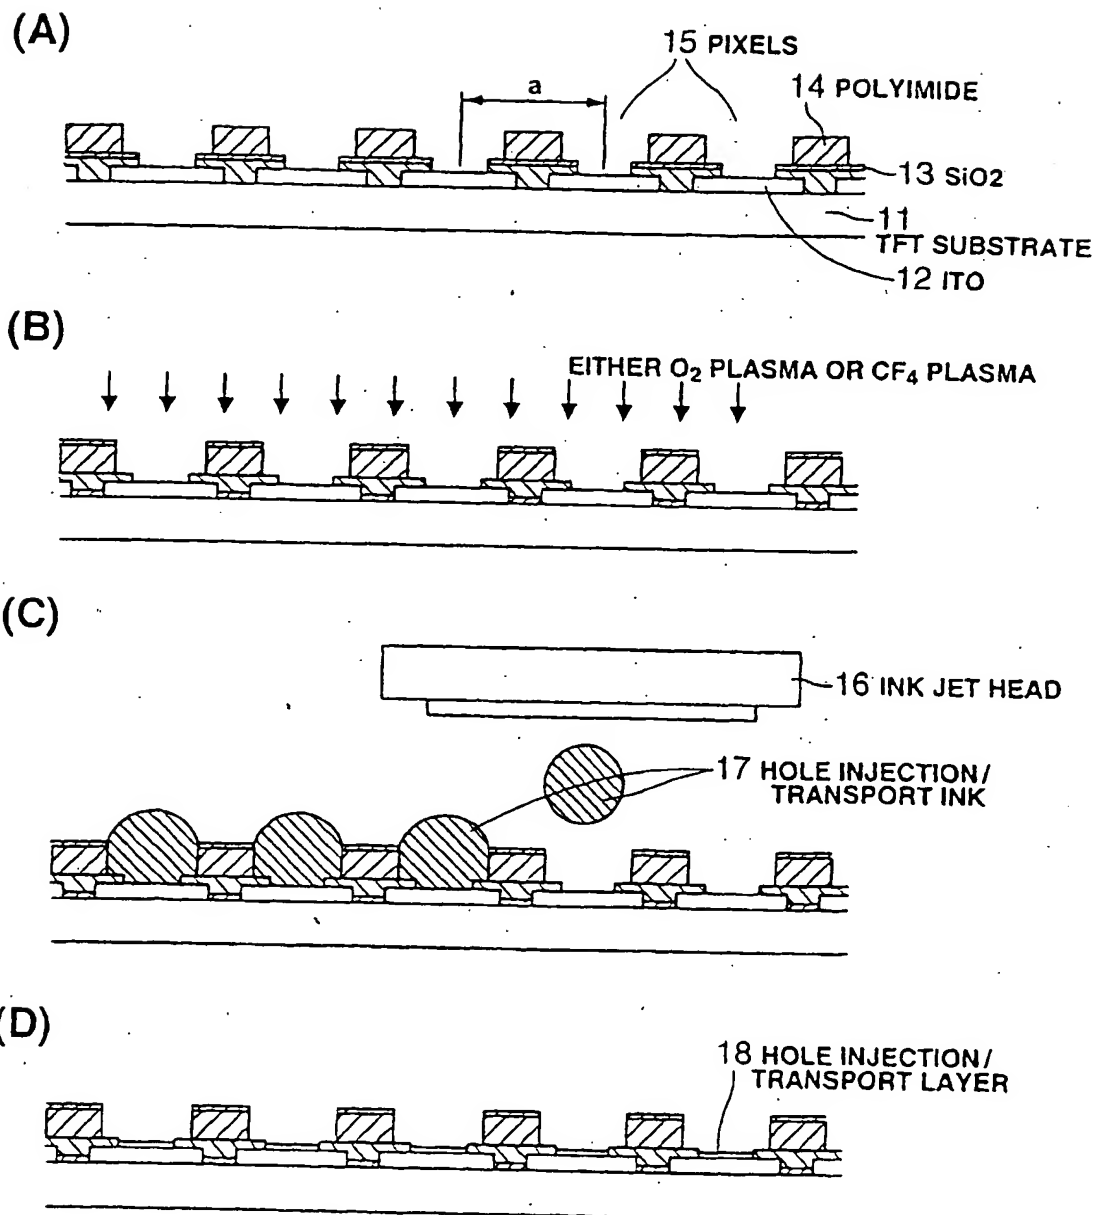 (A)
15 PIXELS
a
14 POLYIMIDE
13 SiO2
11
TFT SUBSTRATE
12 ITO
(B)
EITHER O₂ PLASMA OR CF₄ PLASMA
(C)
16 INK JET HEAD
17 HOLE INJECTION/
TRANSPORT INK
(D)
18 HOLE INJECTION/
TRANSPORT LAYER